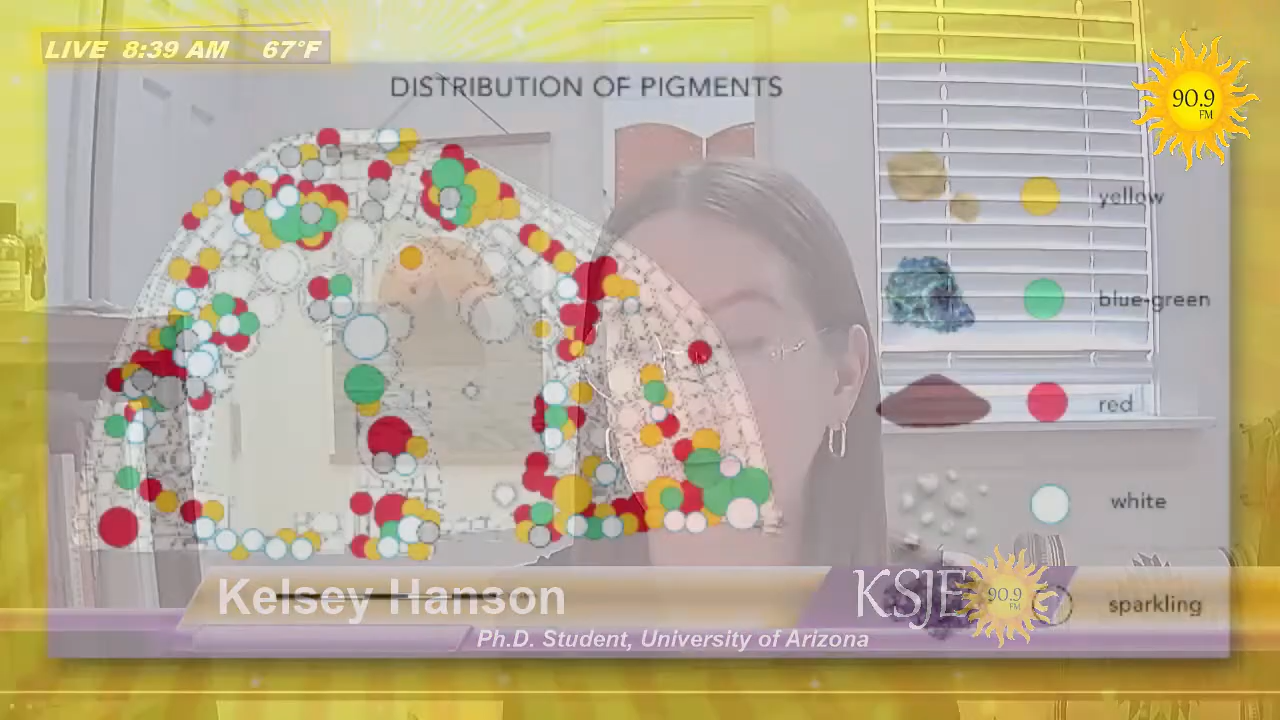 LIVE 8:39 AM 67°F
DISTRIBUTION OF PIGMENTS
90.9
FM
yellow
blue-green
red
white
sparkling
Kelsey Hanson
KSJE
90.9
FM
Ph.D. Student, University of Arizona